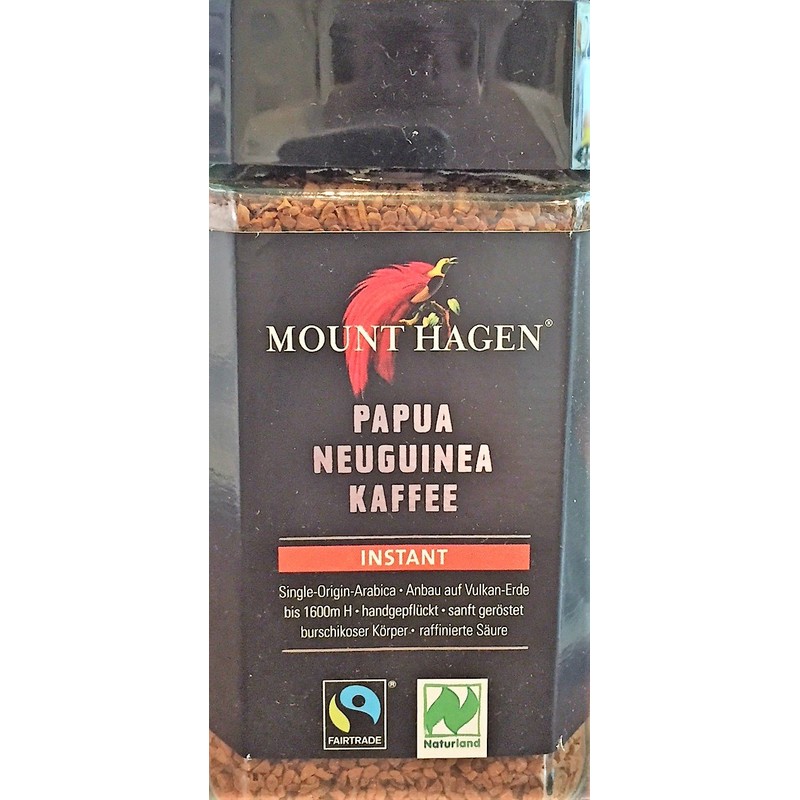 MOUNT HAGEN®
PAPUA
NEUGUINEA
KAFFEE
INSTANT
Single-Origin-Arabica • Anbau auf Vulkan-Erde
bis 1600m H • handgepflückt • sanft geröstet
burschikoser Körper • raffinierte Säure
®
FAIRTRADE
Naturland